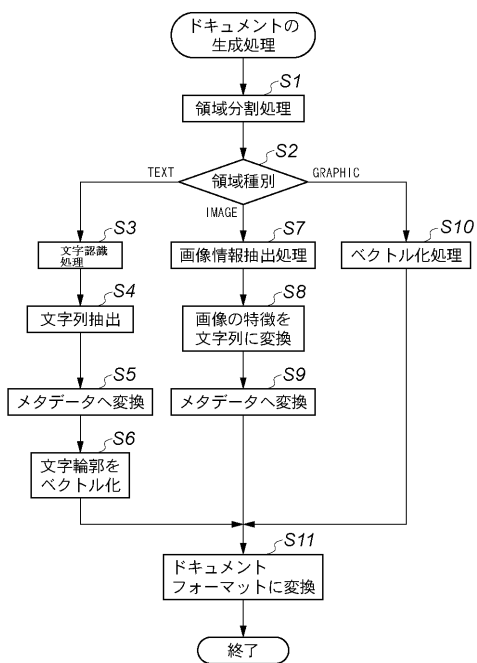 ドキュメントの
生成処理
S1
領域分割処理
S2
領域種別
TEXT
IMAGE
GRAPHIC
S3
文字認識
処理
S4
文字列抽出
S5
メタデータへ変換
S6
文字輪郭を
ベクトル化
S7
画像情報抽出処理
S8
画像の特徴を
文字列に変換
S9
メタデータへ変換
S10
ベクトル化処理
S11
ドキュメント
フォーマットに変換
終了